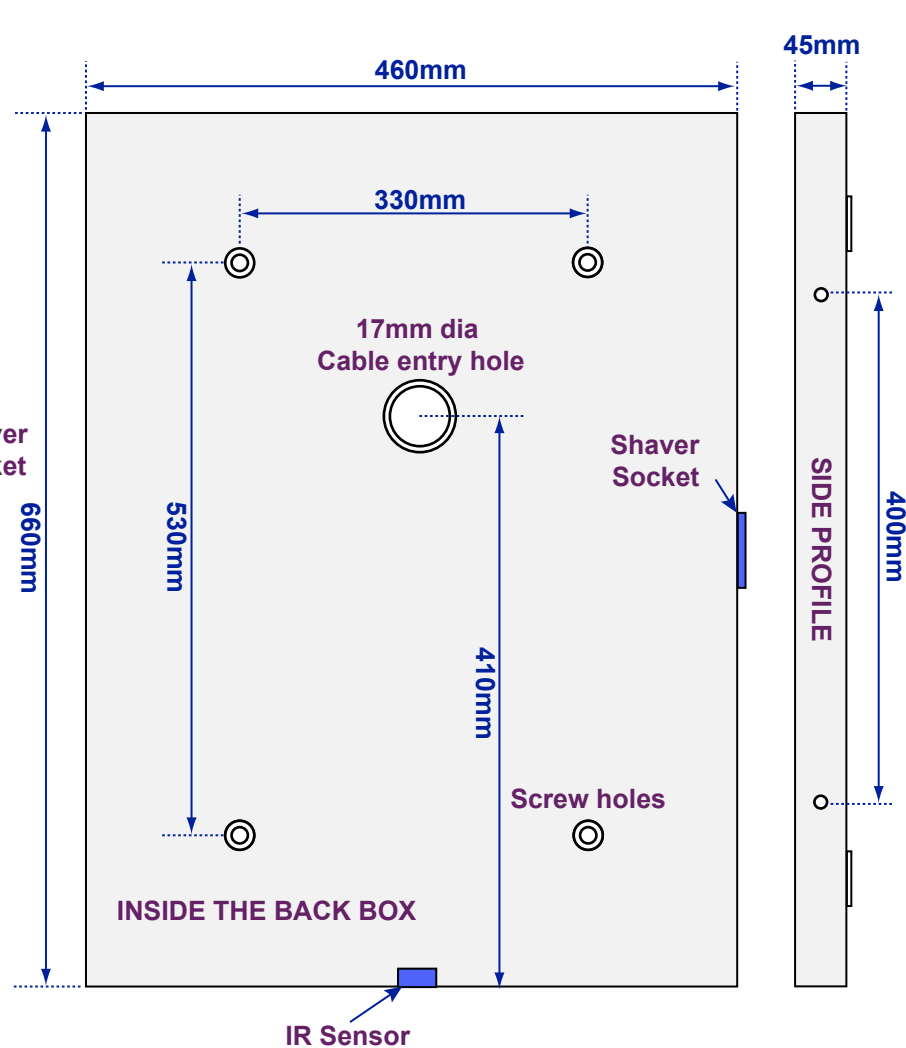 45mm
460mm
330mm
17mm dia
Cable entry hole
Shaver
Socket
SIDE PROFILE
400mm
660mm
530mm
410mm
Screw holes
INSIDE THE BACK BOX
IR Sensor